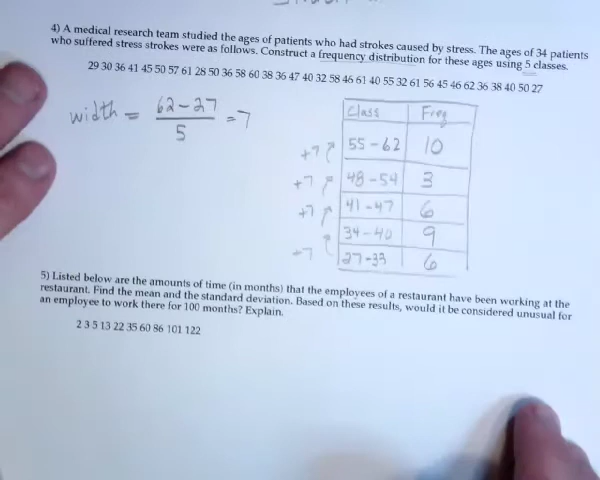 4) A medical research team studied the ages of patients who had strokes caused by stress. The ages of 34 patients
who suffered stress strokes were as follows. Construct a frequency distribution for these ages using 5 classes.
29 30 36 41 45 50 57 61 28 50 36 58 60 38 36 47 40 32 58 46 61 40 55 32 61 56 45 46 62 36 38 40 50 27
width = 62-27
5
=7
Class Freq
+7 55-62 10
+7 48-54 3
+7 41-47 6
34-40 9
+7 27-33 6
5) Listed below are the amounts of time (in months) that the employees of a restaurant have been working at the
restaurant. Find the mean and the standard deviation. Based on these results, would it be considered unusual for
an employee to work there for 100 months? Explain.
2 3 5 13 22 35 60 86 101 122